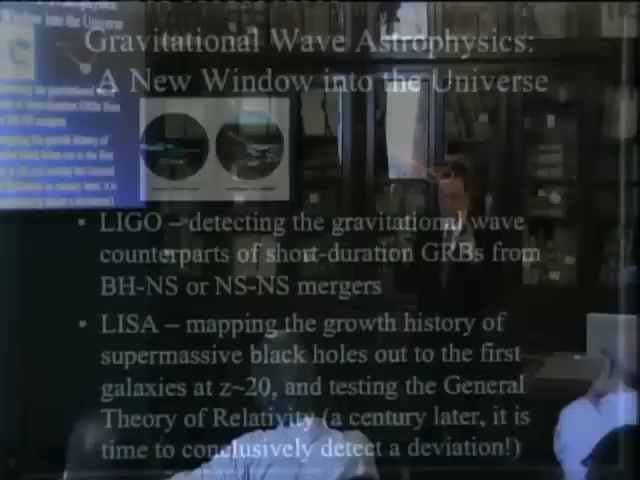 Gravitational Wave Astrophysics:
A New Window into the Universe
• LIGO – detecting the gravitational wave
counterparts of short-duration GRBs from
BH-NS or NS-NS mergers
• LISA – mapping the growth history of
supermassive black holes out to the first
galaxies at z~20, and testing the General
Theory of Relativity (a century later, it is
time to conclusively detect a deviation!)